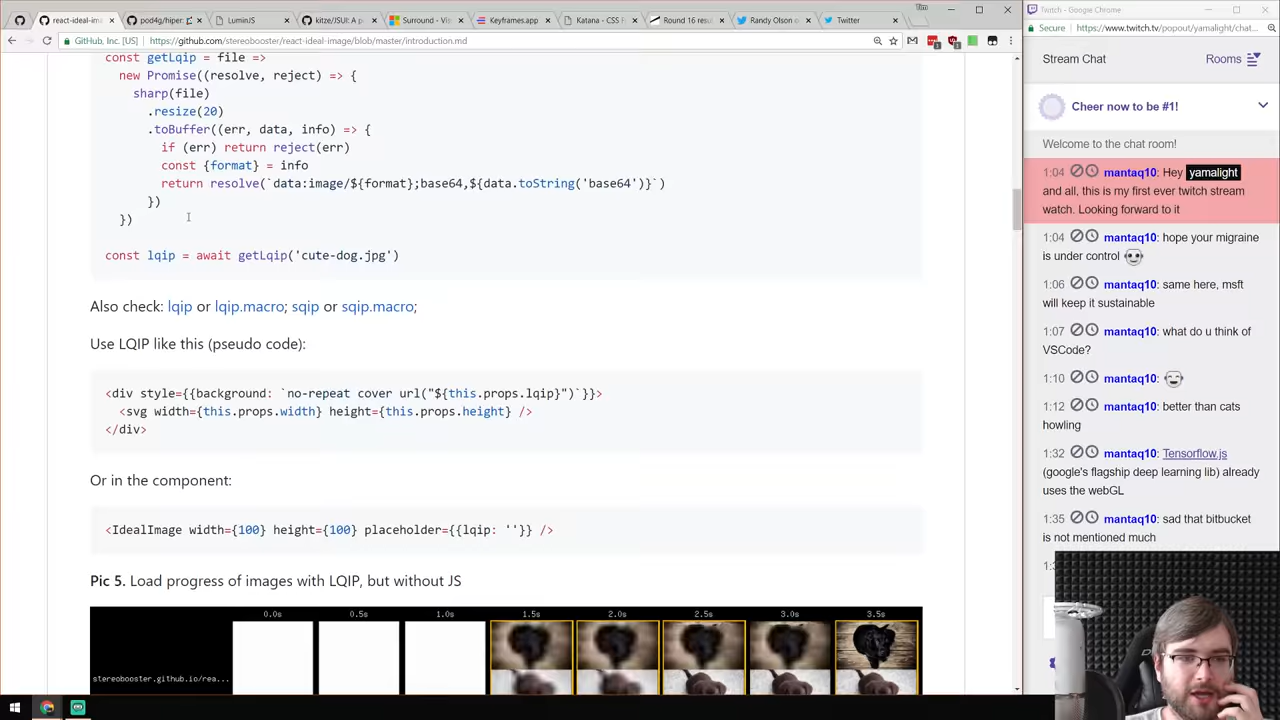 react-ideal-imag
pod4g/hiper:
LuminJS
kitze/JSUI: A p
Surround - Vi
Keyframes.app
Katana - CSS F
Round 16 resul
Randy Olson o
Twitter
Twitch - Google Chrome
GitHub, Inc. [US]
https://github.com/stereobooster/react-ideal-image/blob/master/introduction.md
Secure
https://www.twitch.tv/popout/yamalight/chat...
const getLqip = file =>
new Promise((resolve, reject) => {
sharp(file)
.resize(20)
.toBuffer((err, data, info) => {
if (err) return reject(err)
const {format} = info
return resolve(`data:image/${format};base64,${data.toString('base64')}`)
})
})
const lqip = await getLqip('cute-dog.jpg')
Also check: lqip or lqip.macro; sqip or sqip.macro;
Use LQIP like this (pseudo code):
<div style={{background: `no-repeat cover url("${this.props.lqip}")`}}>
<svg width={this.props.width} height={this.props.height} />
</div>
Or in the component:
<IdealImage width={100} height={100} placeholder={{lqip: ''}} />
Pic 5. Load progress of images with LQIP, but without JS
0.0s 0.5s 1.0s 1.5s 2.0s 2.5s 3.0s 3.5s
stereobooster.github.io/rea...
Stream Chat
Rooms
Cheer now to be #1!
Welcome to the chat room!
1:04 mantaq10: Hey yamalight
and all, this is my first ever twitch stream
watch. Looking forward to it
1:04 mantaq10: hope your migraine
is under control
1:06 mantaq10: same here, msft
will keep it sustainable
1:07 mantaq10: what do u think of
VSCode?
1:10 mantaq10:
1:12 mantaq10: better than cats
howling
1:32 mantaq10: Tensorflow.js
(google's flagship deep learning lib) already
uses the webGL
1:35 mantaq10: sad that bitbucket
is not mentioned much